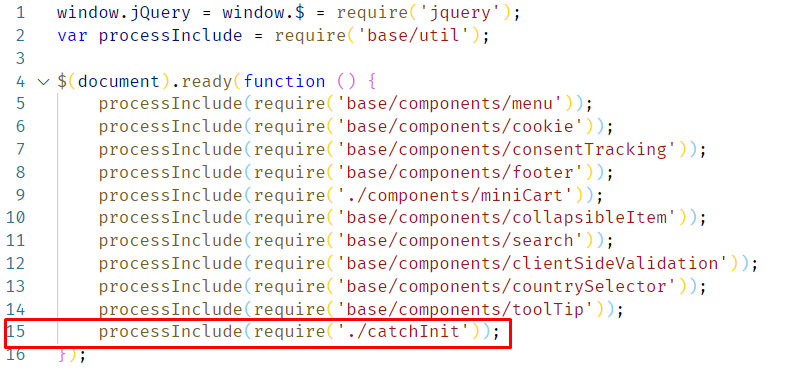 1 window.jQuery = window.$ = require('jquery');
2 var processInclude = require('base/util');
3
4 $(document).ready(function () {
5 processInclude(require('base/components/menu'));
6 processInclude(require('base/components/cookie'));
7 processInclude(require('base/components/consentTracking'));
8 processInclude(require('base/components/footer'));
9 processInclude(require('./components/miniCart'));
10 processInclude(require('base/components/collapsibleItem'));
11 processInclude(require('base/components/search'));
12 processInclude(require('base/components/clientSideValidation'));
13 processInclude(require('base/components/countrySelector'));
14 processInclude(require('base/components/toolTip'));
15 processInclude(require('./catchInit'));
16 });